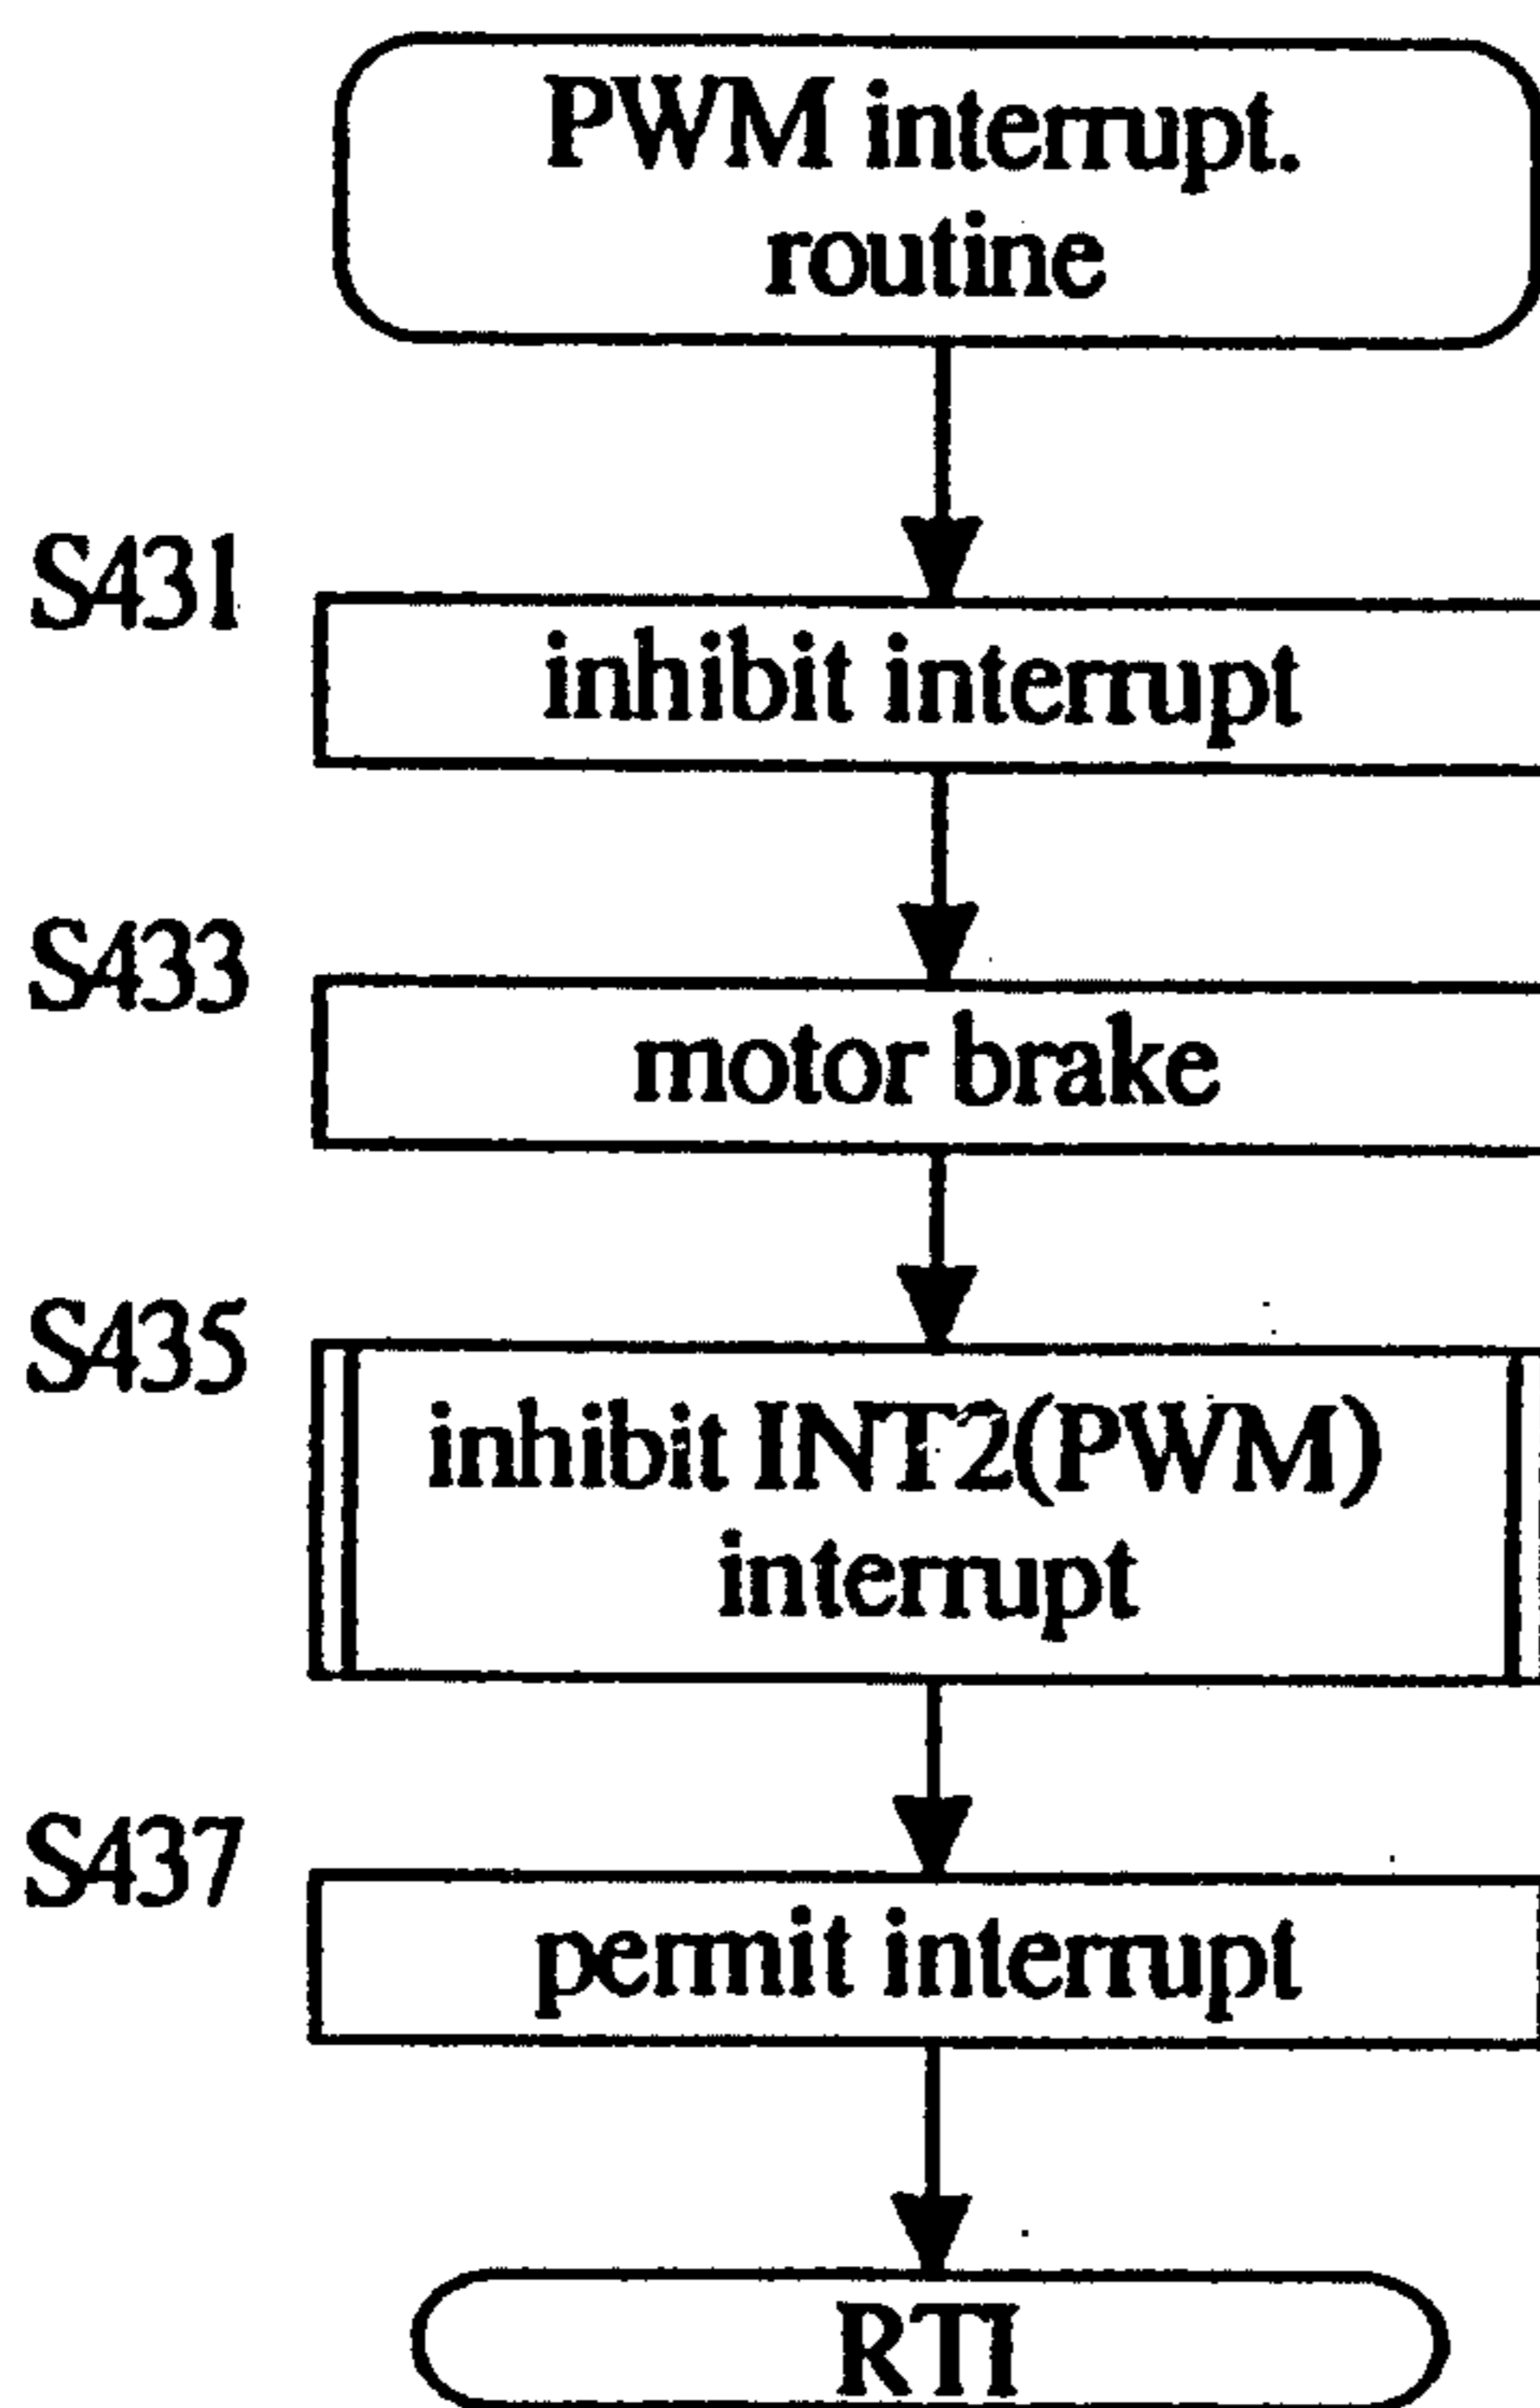 PWM interrupt.
routine
S431
inhibit interrupt
S433
motor brake
S435
inhibit INT2(PWM)
interrupt
S437
permit interrupt
RTI